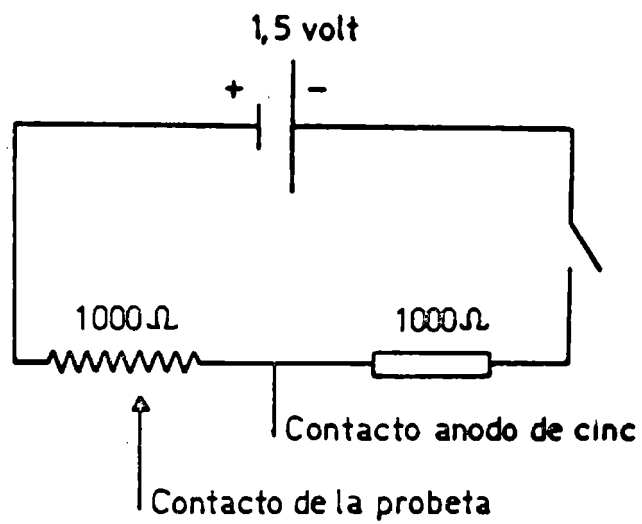 1,5 volt
+ -
1000Ω 1000Ω
Contacto anodo de cinc
Contacto de la probeta